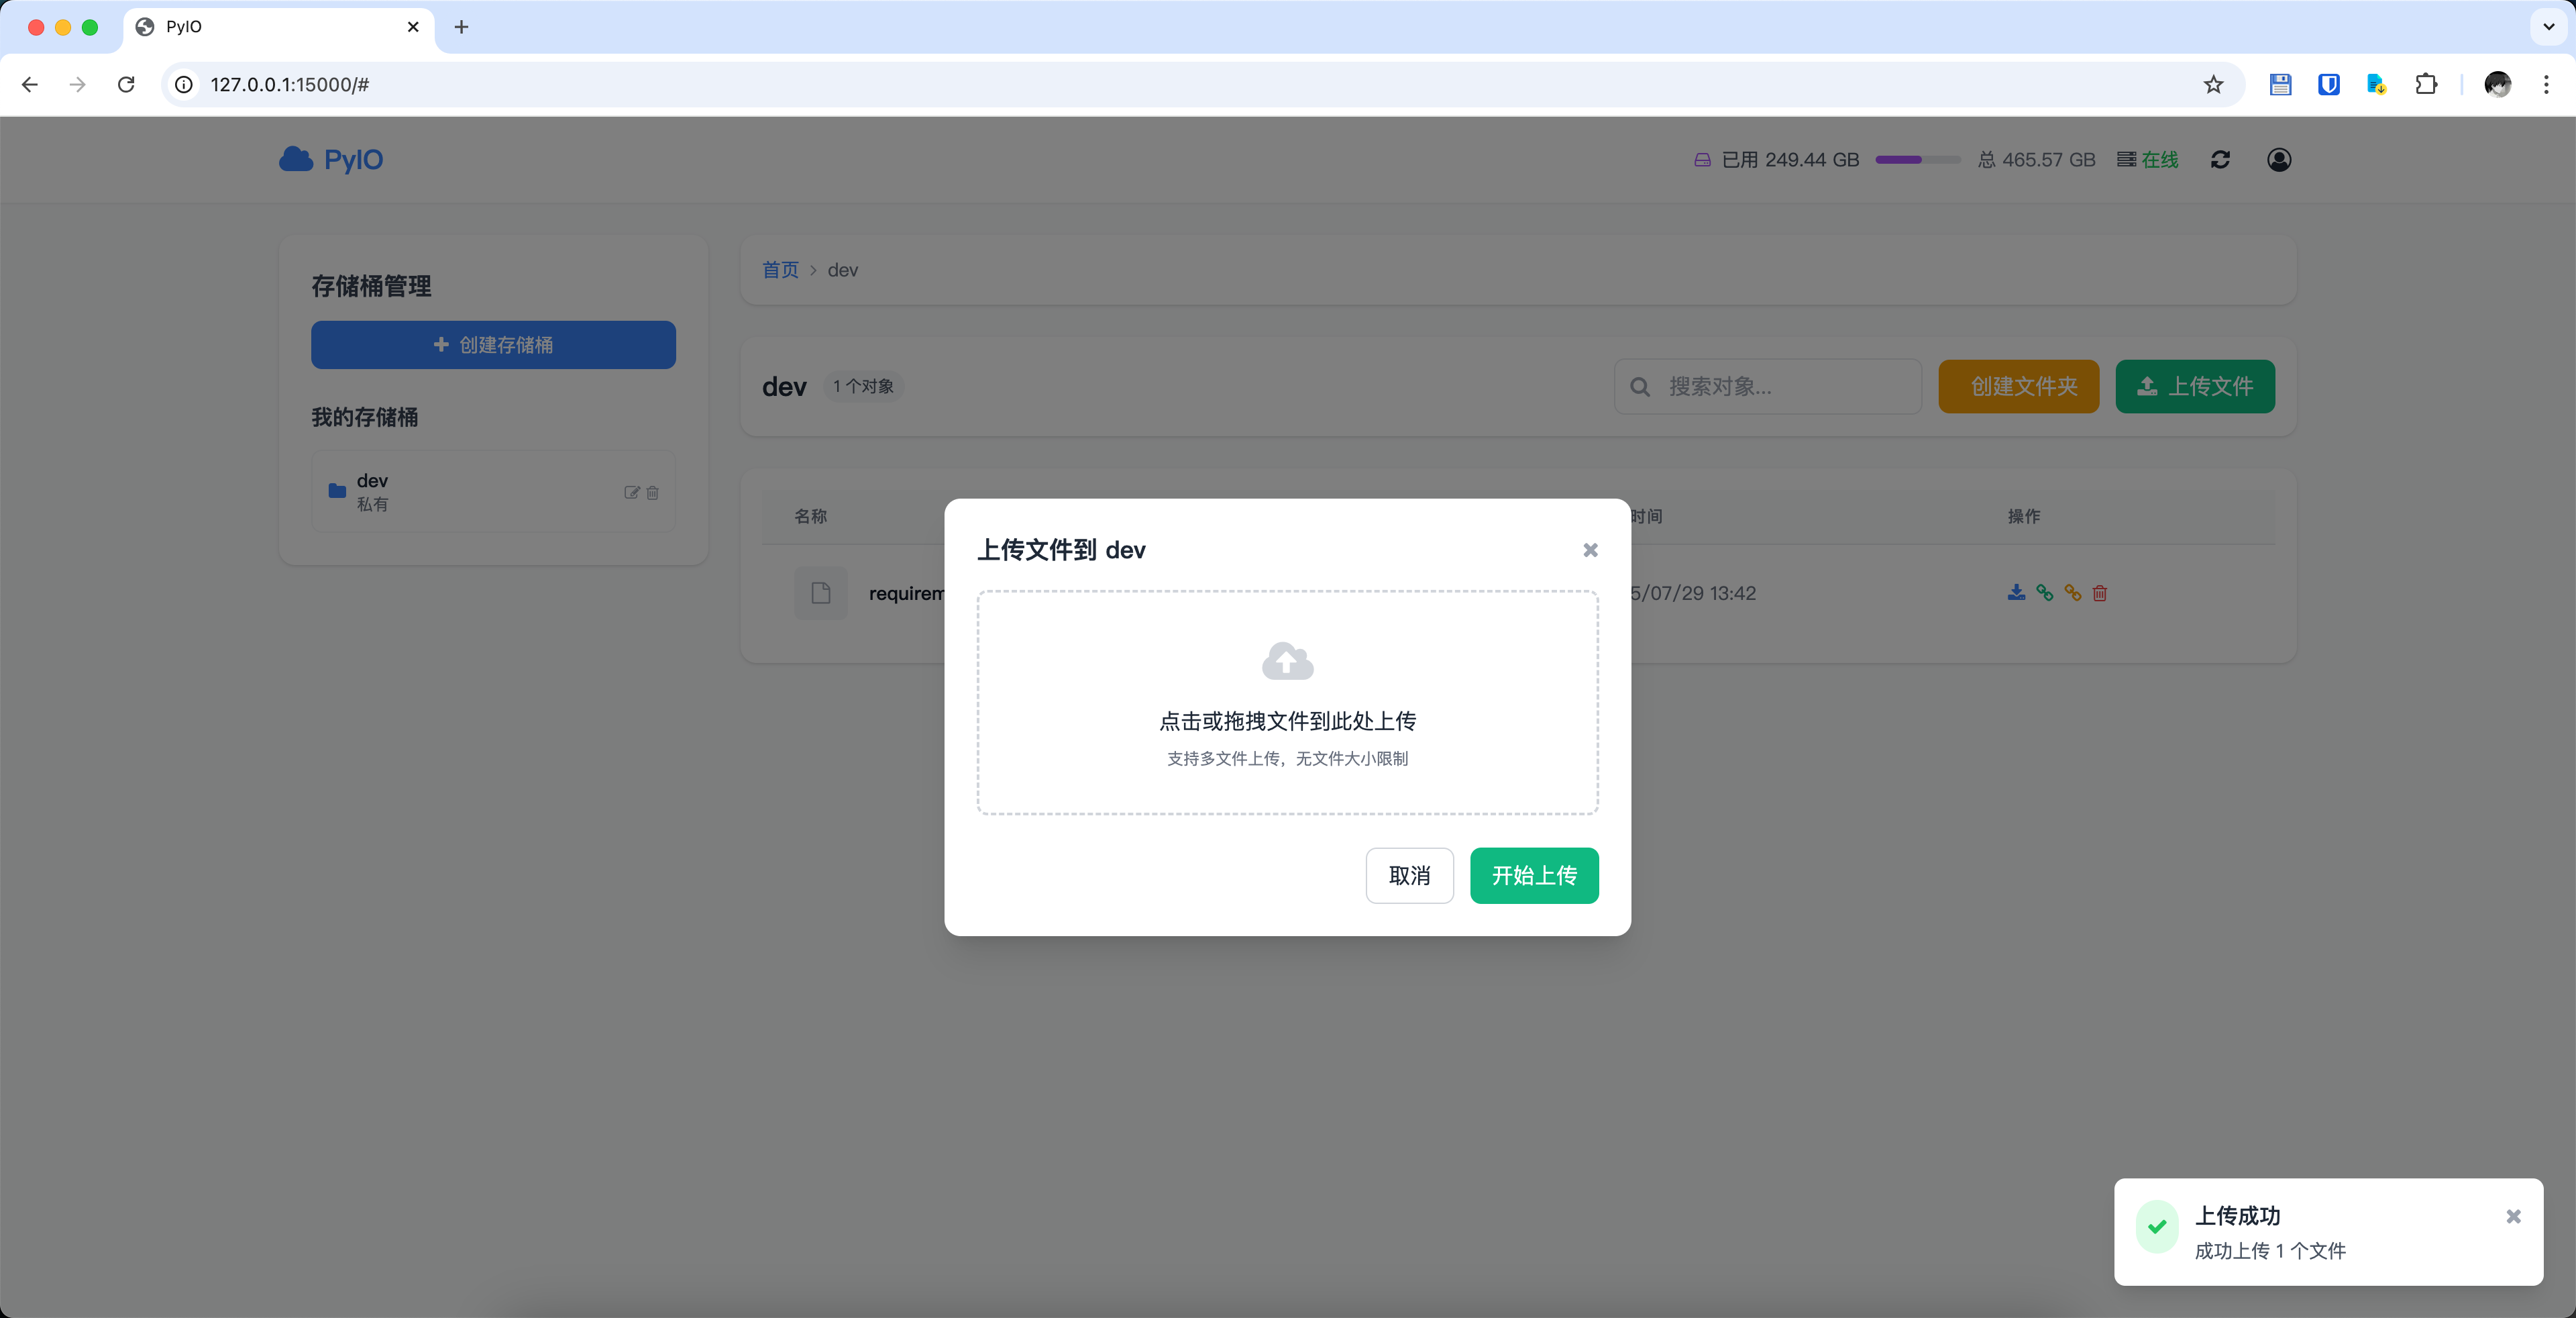 PyIO
127.0.0.1:15000/#
PyIO
已用 249.44 GB
总 465.57 GB
在线
存储桶管理
创建存储桶
我的存储桶
dev
私有
首页 > dev
dev
1 个对象
搜索对象...
创建文件夹
上传文件
名称
时间
操作
requirem
5/07/29 13:42
上传文件到 dev
点击或拖拽文件到此处上传
支持多文件上传，无文件大小限制
取消
开始上传
上传成功
成功上传 1 个文件